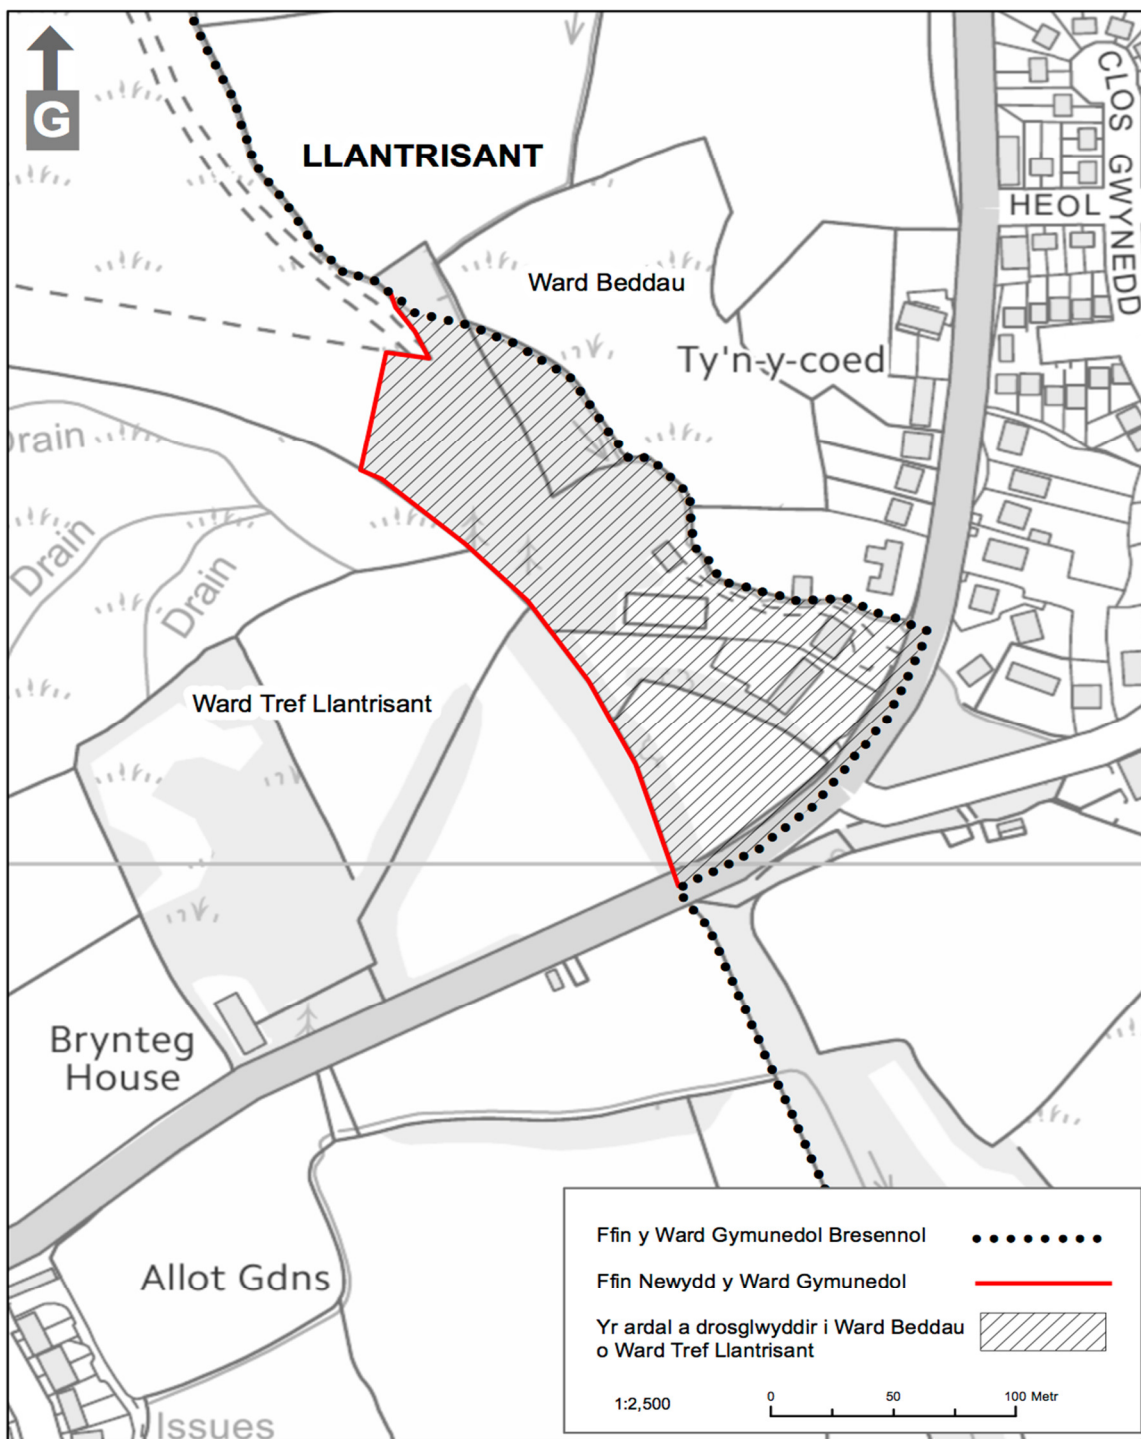 G
LLANTRISANT
CLOS GWYNEDD
HEOL
Ward Beddau
Ty'n-y-coed
Drain
Drain
Drain
Ward Tref Llantrisant
Brynteg
House
Allot Gdns
Issues
Ffin y Ward Gymunedol Bresennol
Ffin Newydd y Ward Gymunedol
Yr ardal a drosglwyddir i Ward Beddau
o Ward Tref Llantrisant
1:2,500
0 50 100 Metr